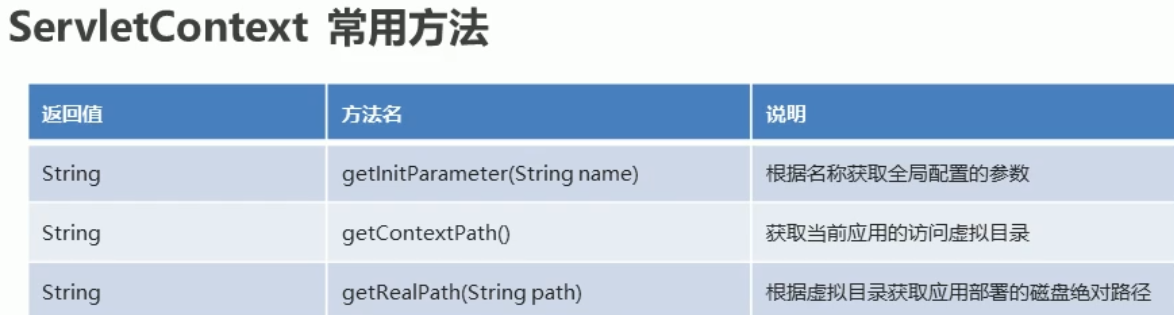 ServletContext 常用方法
返回值 方法名 说明
String getInitParameter(String name) 根据名称获取全局配置的参数
String getContextPath() 获取当前应用的访问虚拟目录
String getRealPath(String path) 根据虚拟目录获取应用部署的磁盘绝对路径